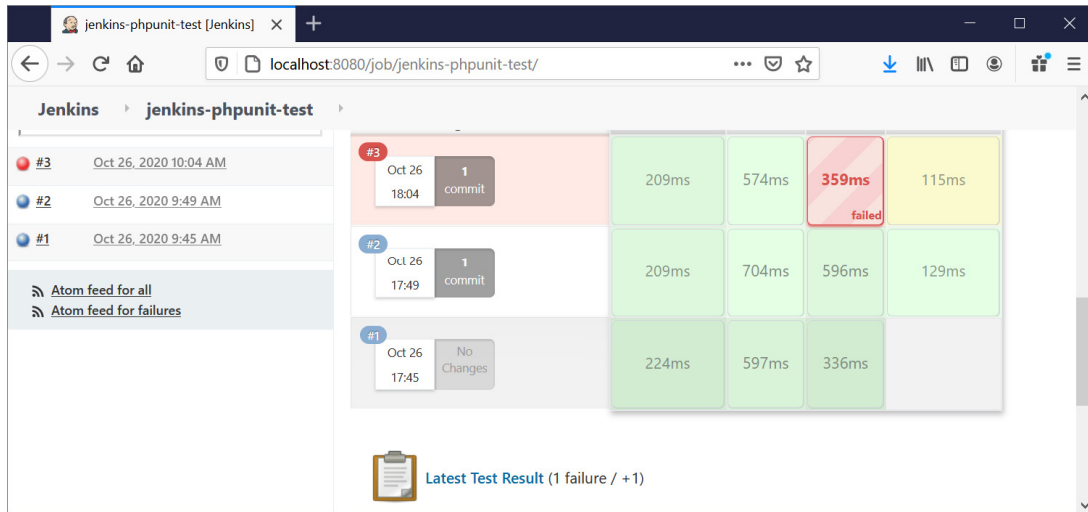 jenkins-phpunit-test [Jenkins]
localhost:8080/job/jenkins-phpunit-test/
Jenkins jenkins-phpunit-test
#3 Oct 26, 2020 10:04 AM
#2 Oct 26, 2020 9:49 AM
#1 Oct 26, 2020 9:45 AM
Atom feed for all
Atom feed for failures
#3
Oct 26
18:04
1
commit
209ms 574ms 359ms 115ms
failed
#2
Oct 26
17:49
1
commit
209ms 704ms 596ms 129ms
#1
Oct 26
17:45
No
Changes
224ms 597ms 336ms
Latest Test Result (1 failure / +1)